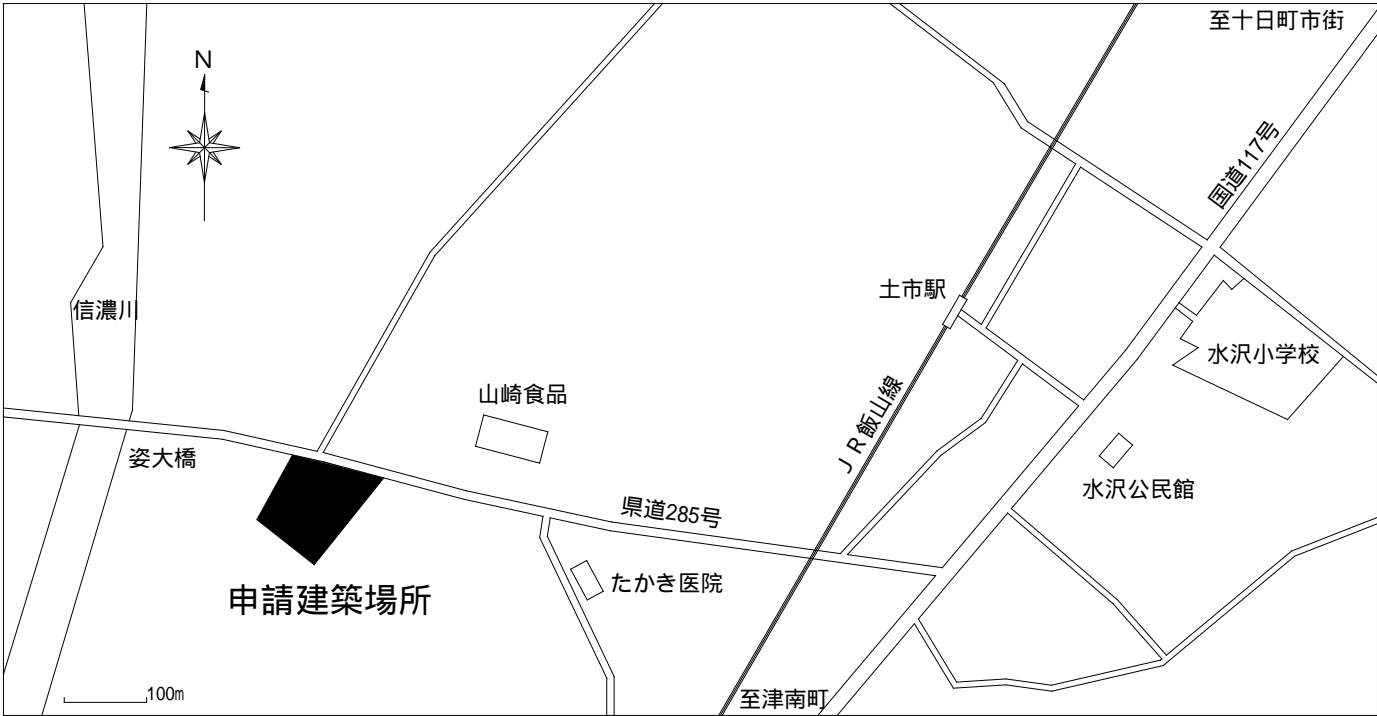 至十日町市街
N
国道117号
土市駅
信濃川
水沢小学校
山崎食品
JR飯山線
姿大橋
水沢公民館
県道285号
たかき医院
申請建築場所
100m
至津南町